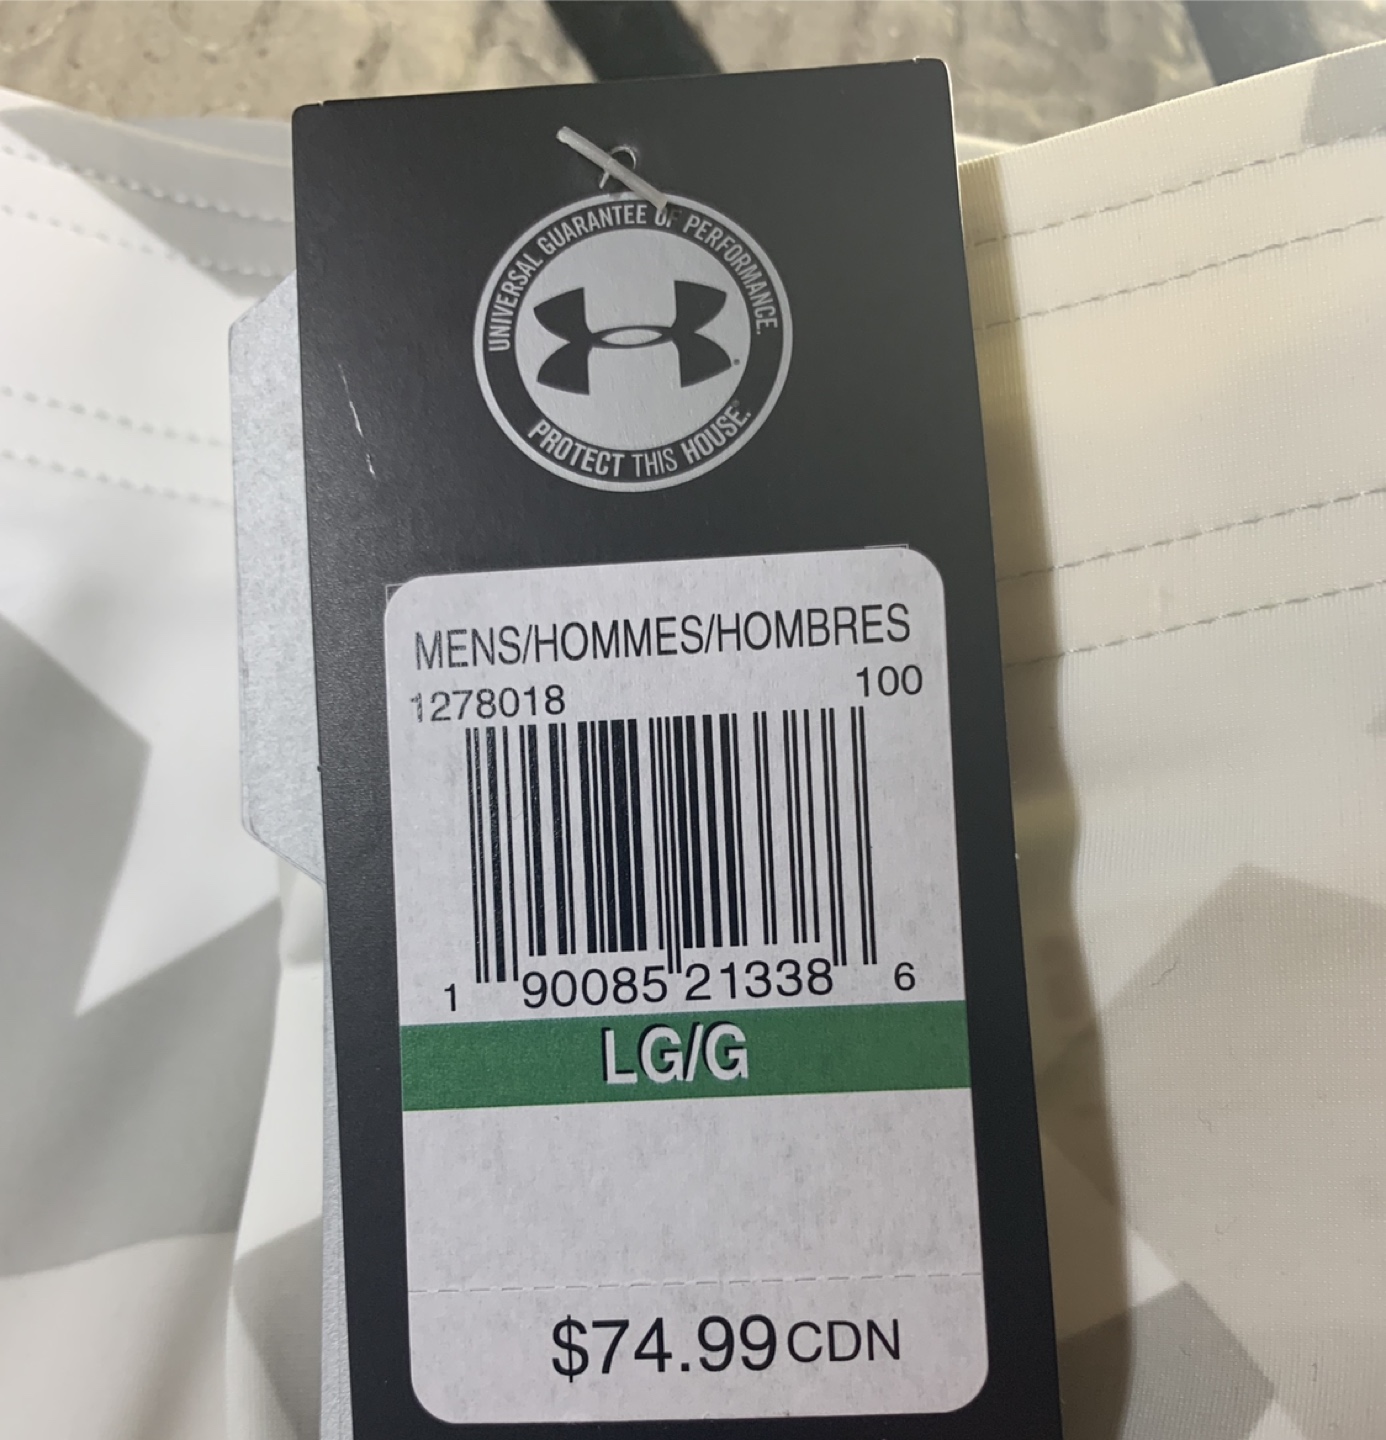 UNIVERSAL GUARANTEE OF PERFORMANCE.
PROTECT THIS HOUSE.
MENS/HOMMES/HOMBRES
1278018 100
1 90085 21338 6
LG/G
$74.99 CDN